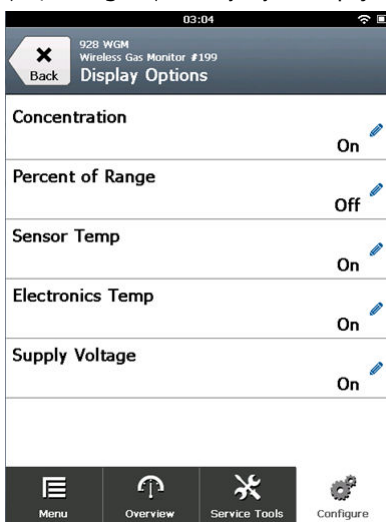 03:04
928 WGM
Wireless Gas Monitor #199
Back
Display Options
Concentration
On
Percent of Range
Off
Sensor Temp
On
Electronics Temp
On
Supply Voltage
On
Menu
Overview
Service Tools
Configure